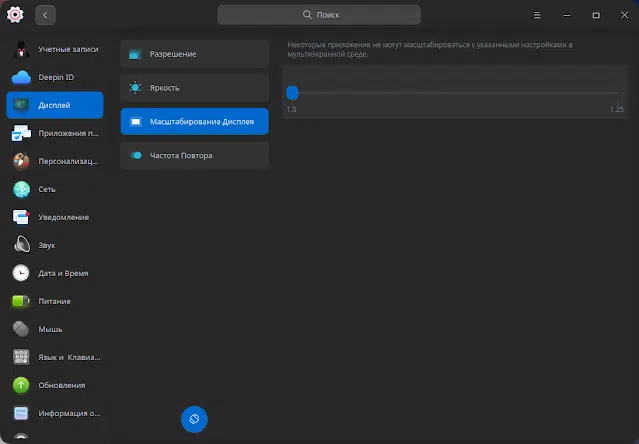 Поиск
Учетные записи
Deepin ID
Дисплей
Приложения п...
Персонализац...
Сеть
Уведомление
Звук
Дата и Время
Питание
Мышь
Язык и Клавиа...
Обновления
Информация о...
Разрешение
Яркость
Масштабирование Дисплея
Частота Повтора
Некоторые приложения не могут масштабироваться с указанными настройками в
мультиэкранной среде.
1.0
1.25